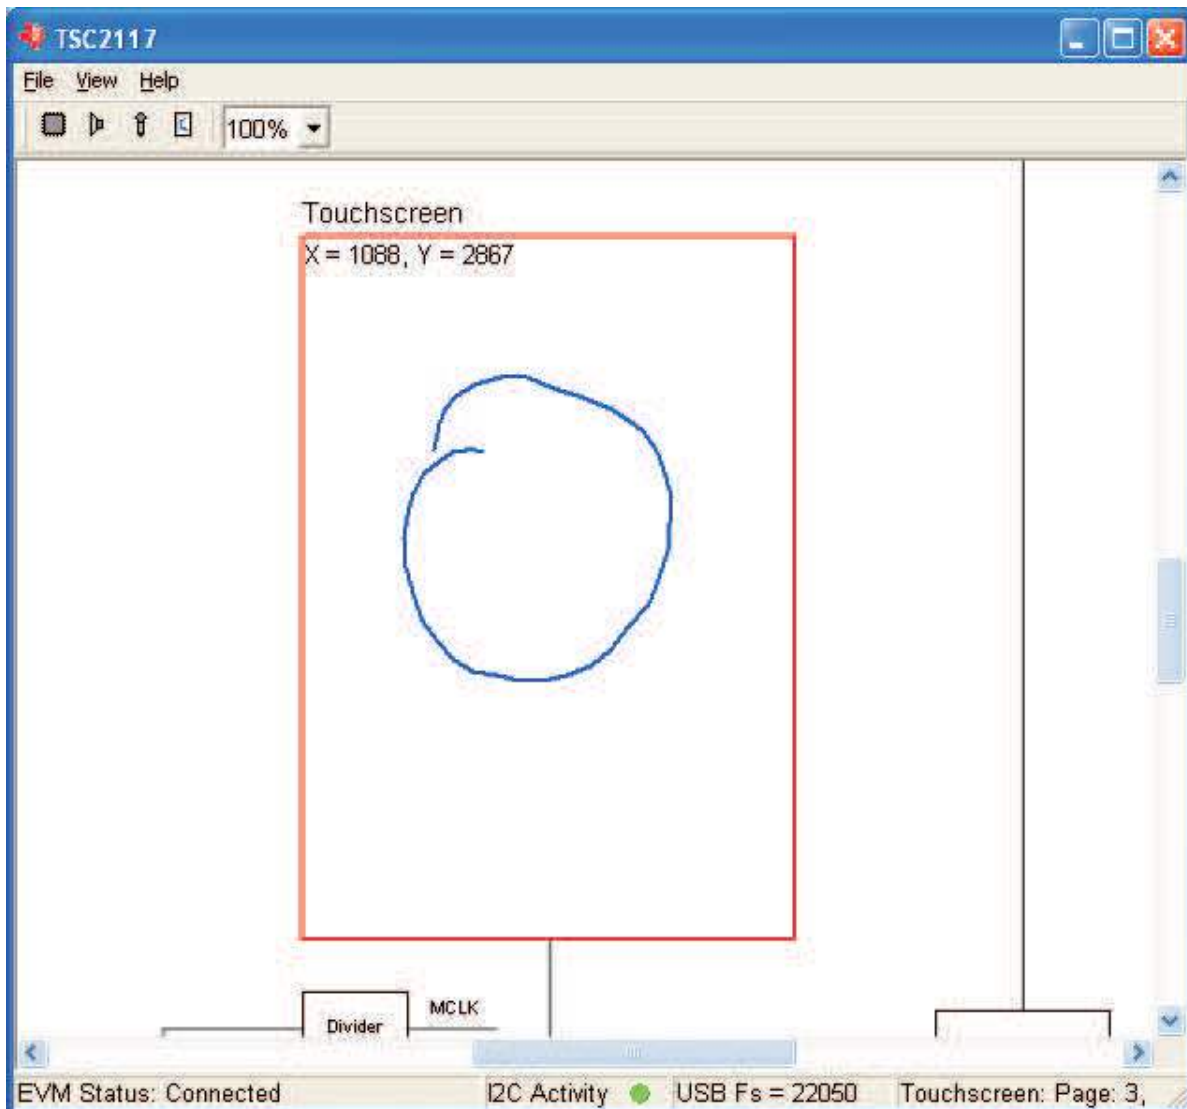 TSC2117
File View Help
100%
Touchscreen
X = 1088, Y = 2867
MCLK
Divider
EVM Status: Connected I2C Activity USB Fs = 22050 Touchscreen: Page: 3,